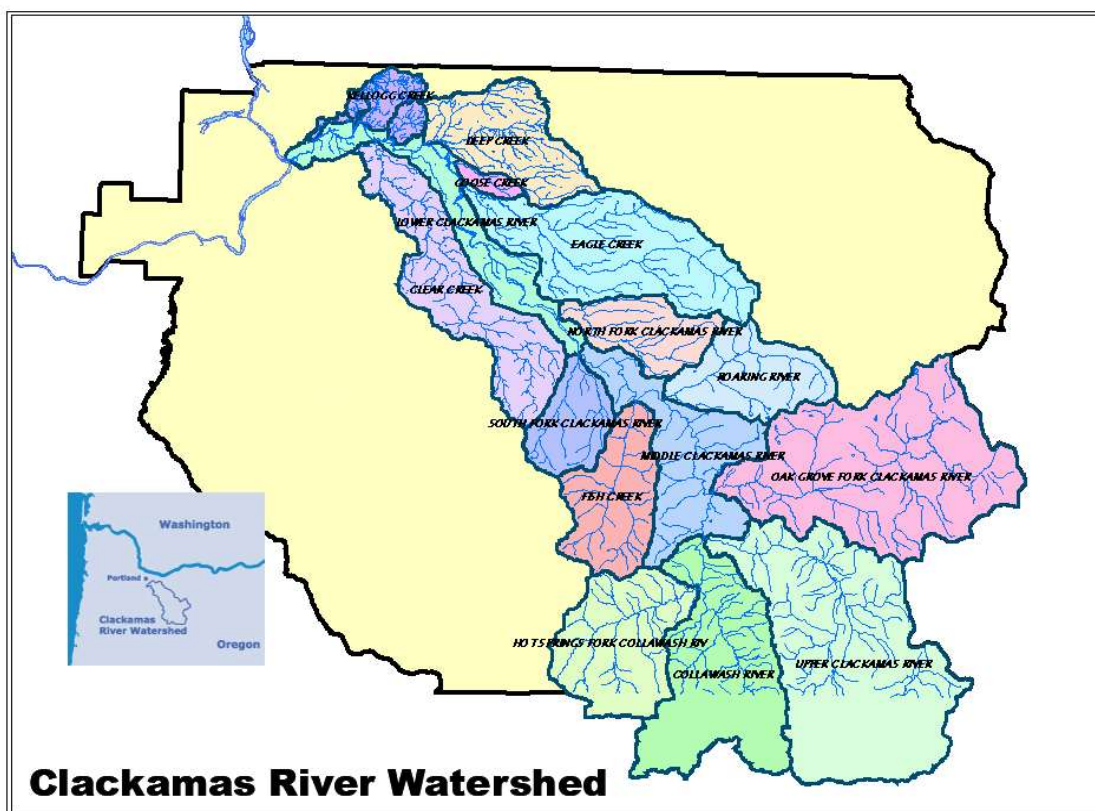 KELLOGG CREEK
DEEP CREEK
GOOSE CREEK
LOWER CLACKAMAS RIVER
EAGLE CREEK
CLEAR CREEK
NORTH FORK CLACKAMAS RIVER
ROARING RIVER
SOUTH FORK CLACKAMAS RIVER
MIDDLE CLACKAMAS RIVER
OAK GROVE FORK CLACKAMAS RIVER
FISH CREEK
HOT SPRINGS FORK COLLAWASH RIV
COLLAWASH RIVER
UPPER CLACKAMAS RIVER
Washington
Portland
Clackamas
River Watershed
Oregon
Clackamas River Watershed